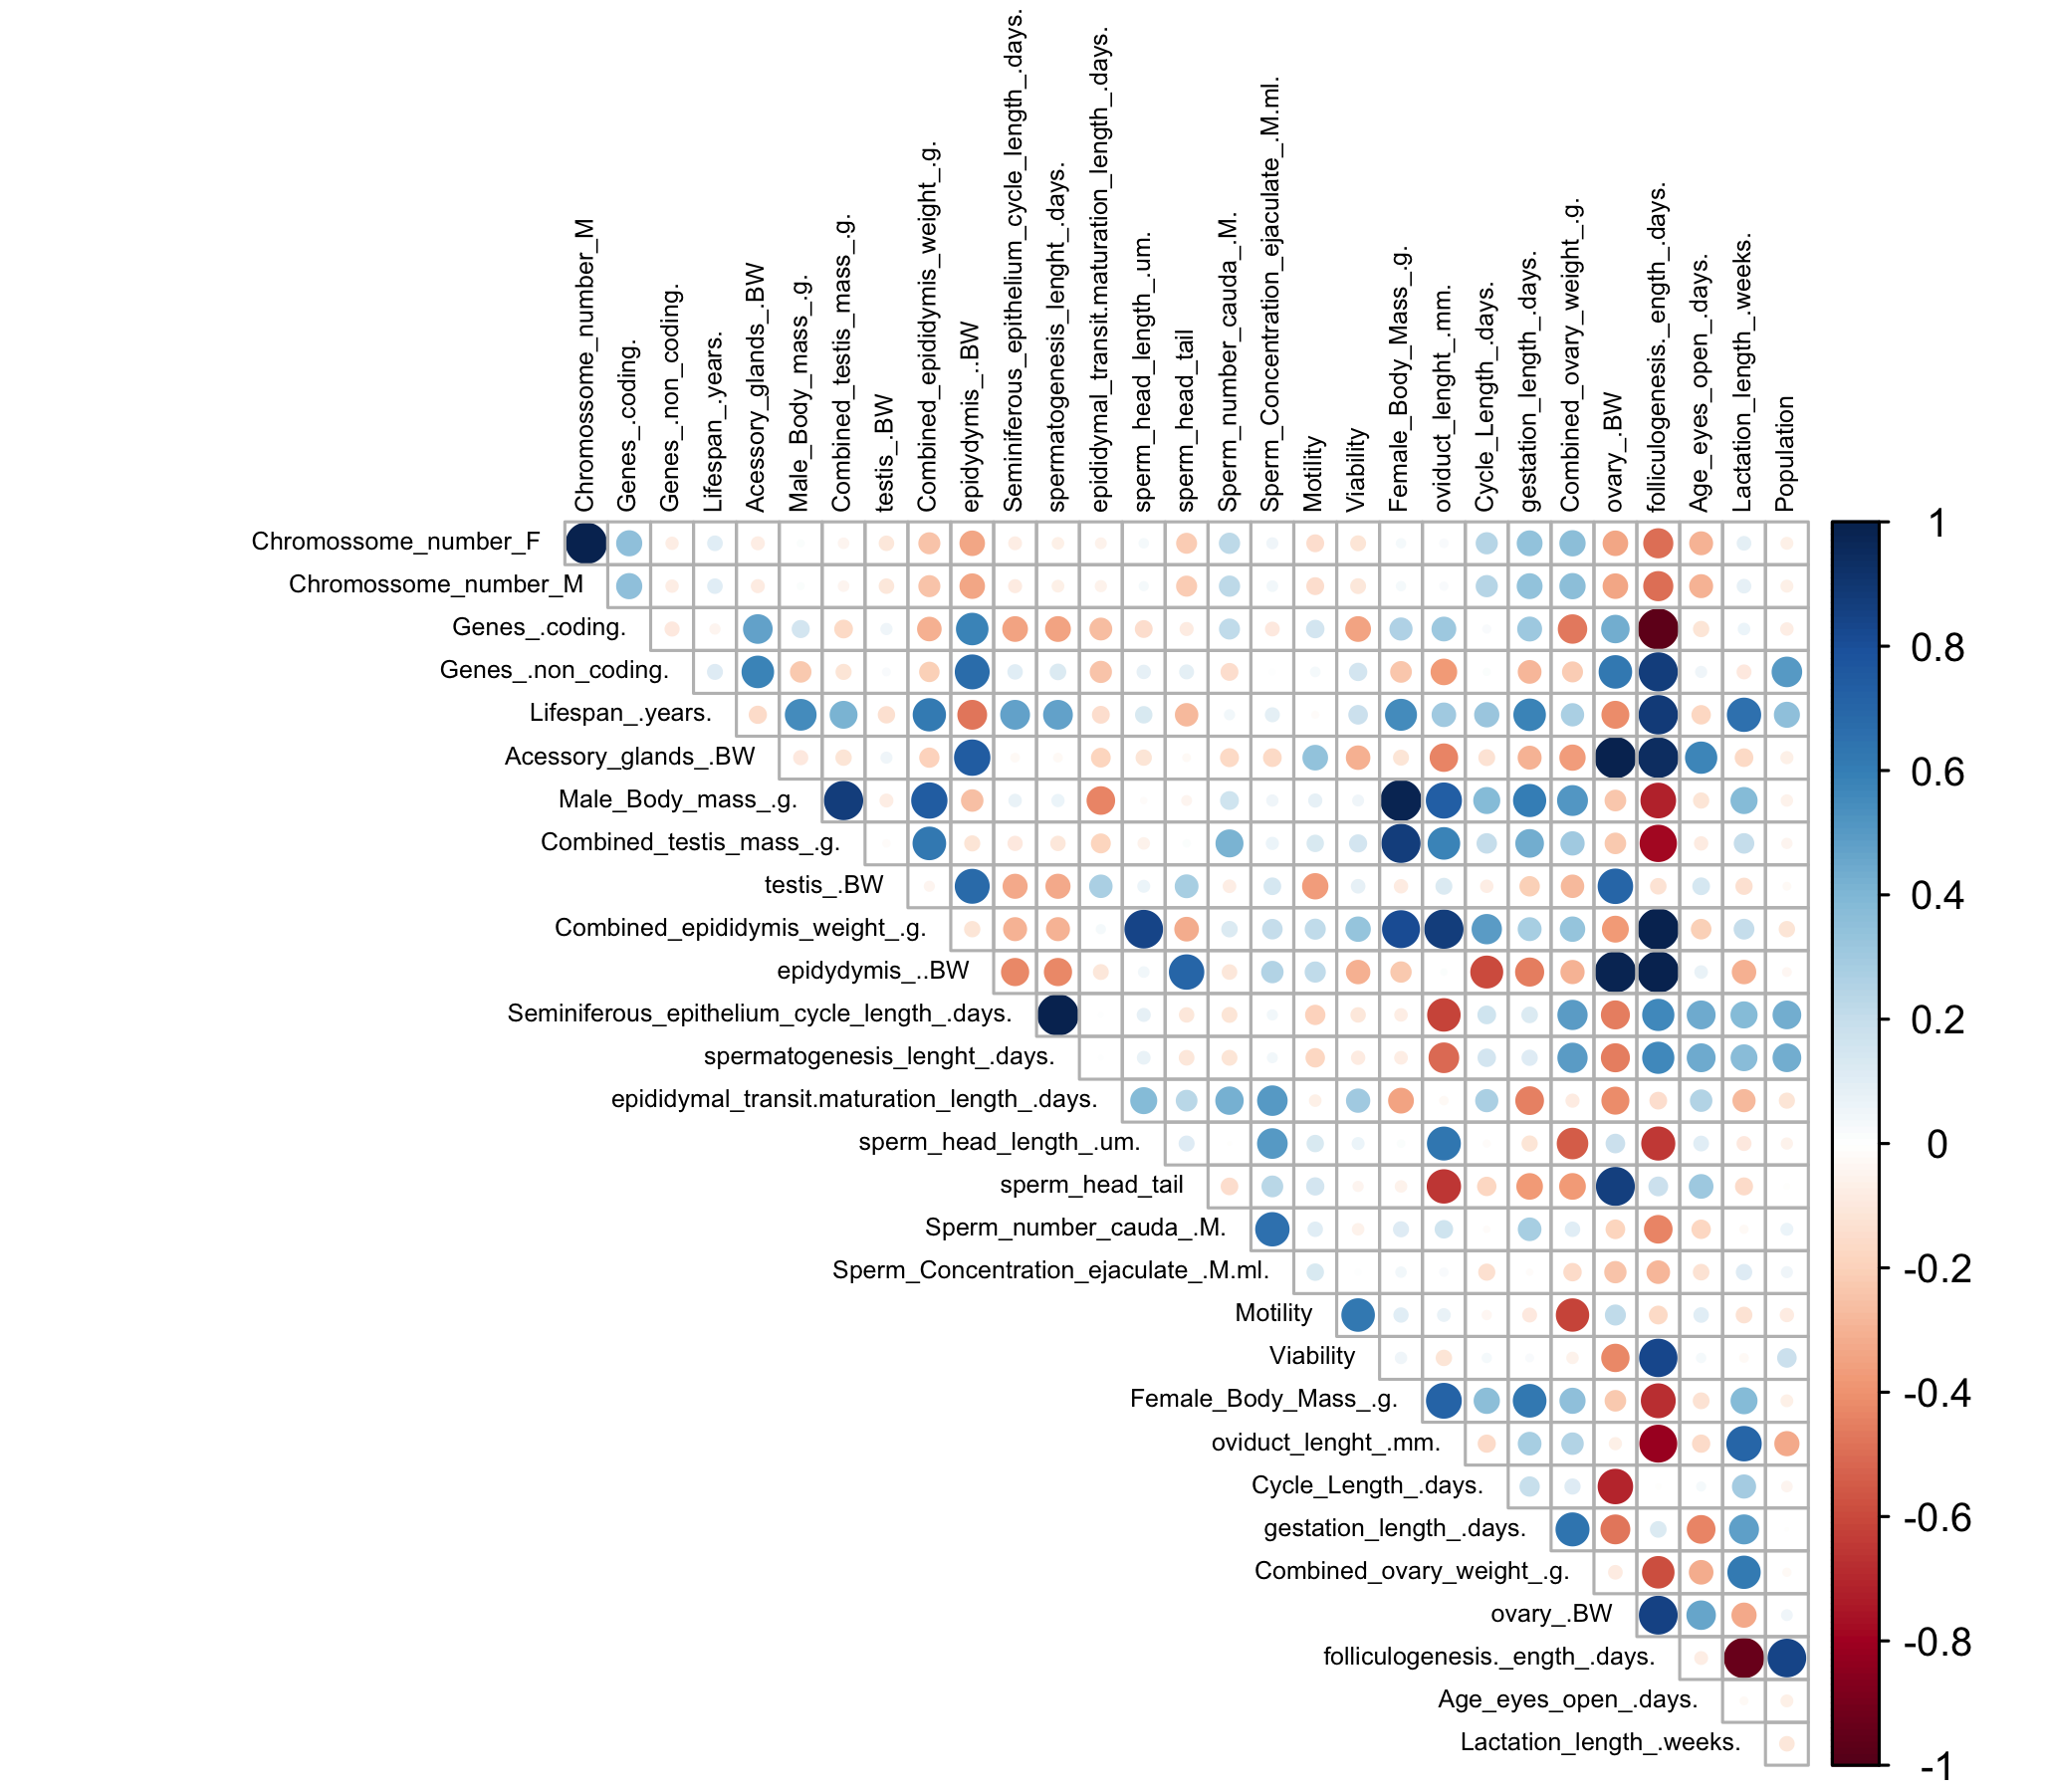 Chromossome_number_M
Genes_.coding.
Genes_.non_coding.
Lifespan_.years.
Acessory_glands_.BW
Male_Body_mass_.g.
Combined_testis_mass_.g.
testis_.BW
Combined_epididymis_weight_.g.
epidydymis_..BW
Seminiferous_epithelium_cycle_length_.days.
spermatogenesis_lenght_.days.
epididymal_transit.maturation_length_.days.
sperm_head_length_.um.
sperm_head_tail
Sperm_number_cauda_.M.
Sperm_Concentration_ejaculate_.M.ml.
Motility
Viability
Female_Body_Mass_.g.
oviduct_lenght_.mm.
Cycle_Length_.days.
gestation_length_.days.
Combined_ovary_weight_.g.
ovary_.BW
folliculogenesis._ength_.days.
Age_eyes_open_.days.
Lactation_length_.weeks.
Population
Chromossome_number_F
Chromossome_number_M
Genes_.coding.
Genes_.non_coding.
Lifespan_.years.
Acessory_glands_.BW
Male_Body_mass_.g.
Combined_testis_mass_.g.
testis_.BW
Combined_epididymis_weight_.g.
epidydymis_..BW
Seminiferous_epithelium_cycle_length_.days.
spermatogenesis_lenght_.days.
epididymal_transit.maturation_length_.days.
sperm_head_length_.um.
sperm_head_tail
Sperm_number_cauda_.M.
Sperm_Concentration_ejaculate_.M.ml.
Motility
Viability
Female_Body_Mass_.g.
oviduct_lenght_.mm.
Cycle_Length_.days.
gestation_length_.days.
Combined_ovary_weight_.g.
ovary_.BW
folliculogenesis._ength_.days.
Age_eyes_open_.days.
Lactation_length_.weeks.
1
0.8
0.6
0.4
0.2
0
-0.2
-0.4
-0.6
-0.8
-1